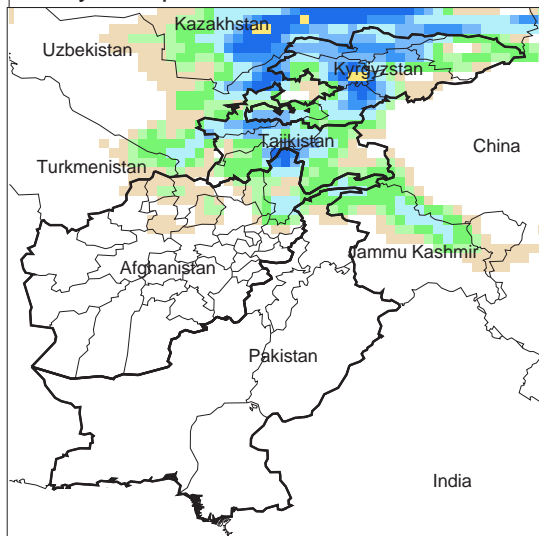 Kazakhstan
Uzbekistan
Kyrgyzstan
Tajikistan
China
Turkmenistan
Jammu Kashmir
Afghanistan
Pakistan
India